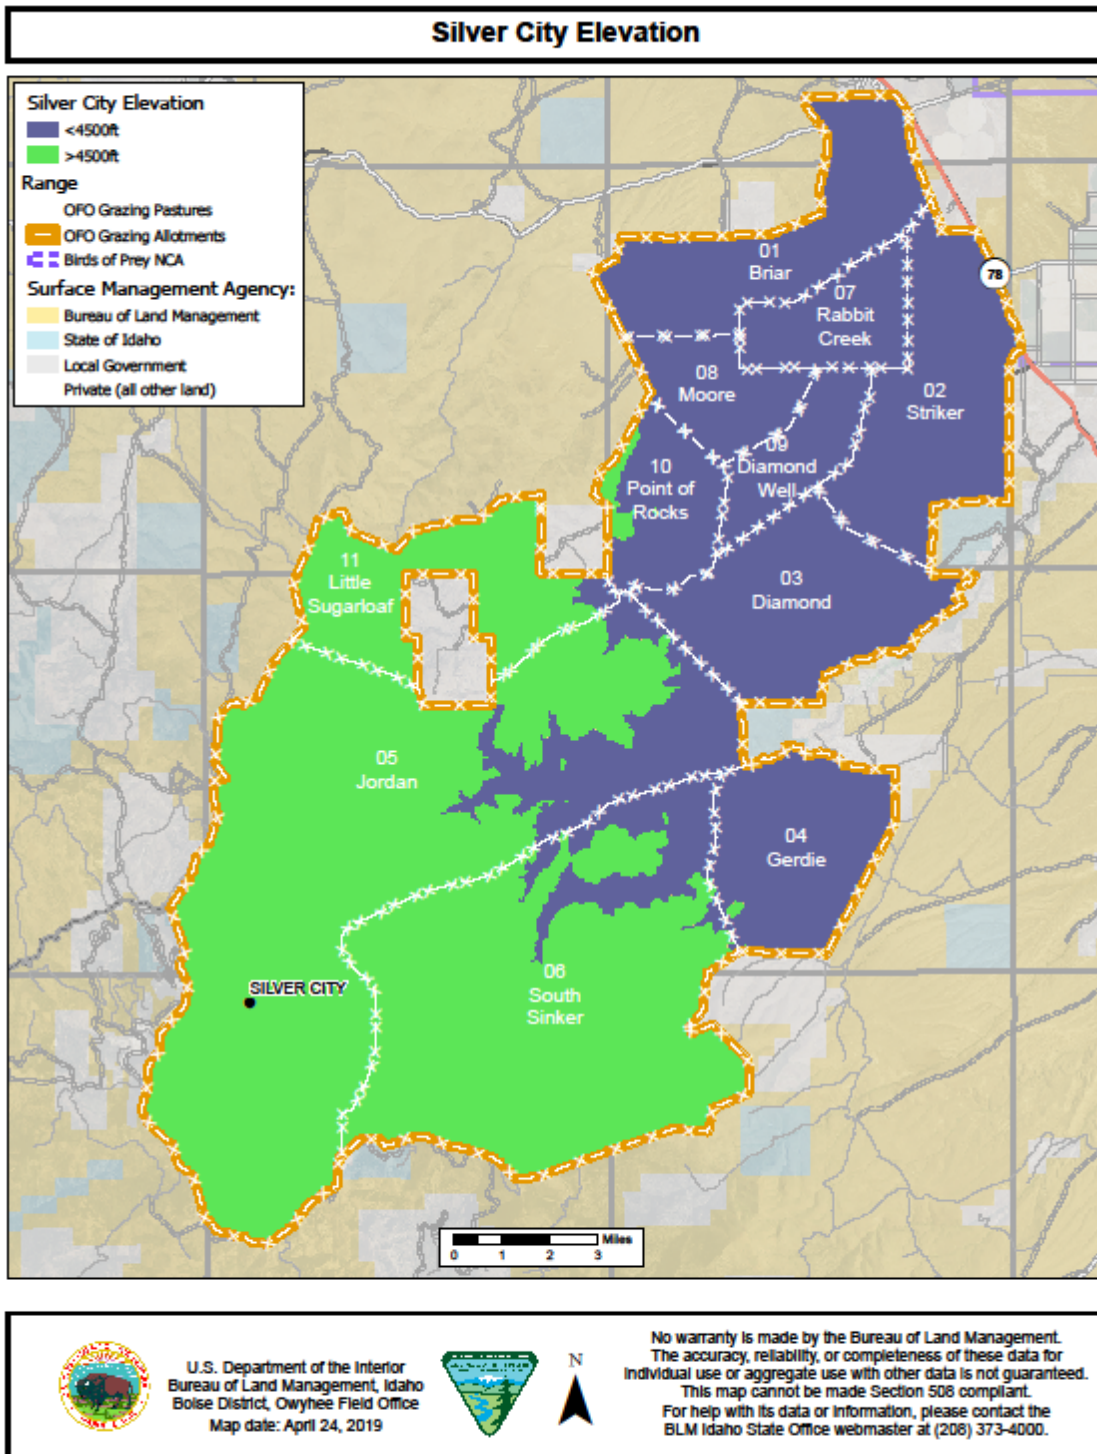 Silver City Elevation
Silver City Elevation
<4500ft
>4500ft
Range
OFO Grazing Pastures
OFO Grazing Allotments
Birds of Prey NCA
Surface Management Agency:
Bureau of Land Management
State of Idaho
Local Government
Private (all other land)
01
Briar
78
07
Rabbit
Creek
08
Moore
02
Striker
09
Diamond
Well
10
Point of
Rocks
11
Little
Sugarloaf
03
Diamond
05
Jordan
04
Gerdie
06
South
Sinker
SILVER CITY
Miles
0 1 2 3
U.S. Department of the Interior
Bureau of Land Management, Idaho
Boise District, Owyhee Field Office
Map date: April 24, 2019
N
No warranty is made by the Bureau of Land Management.
The accuracy, reliability, or completeness of these data for
individual use or aggregate use with other data is not guaranteed.
This map cannot be made Section 508 compliant.
For help with its data or information, please contact the
BLM Idaho State Office webmaster at (208) 373-4000.